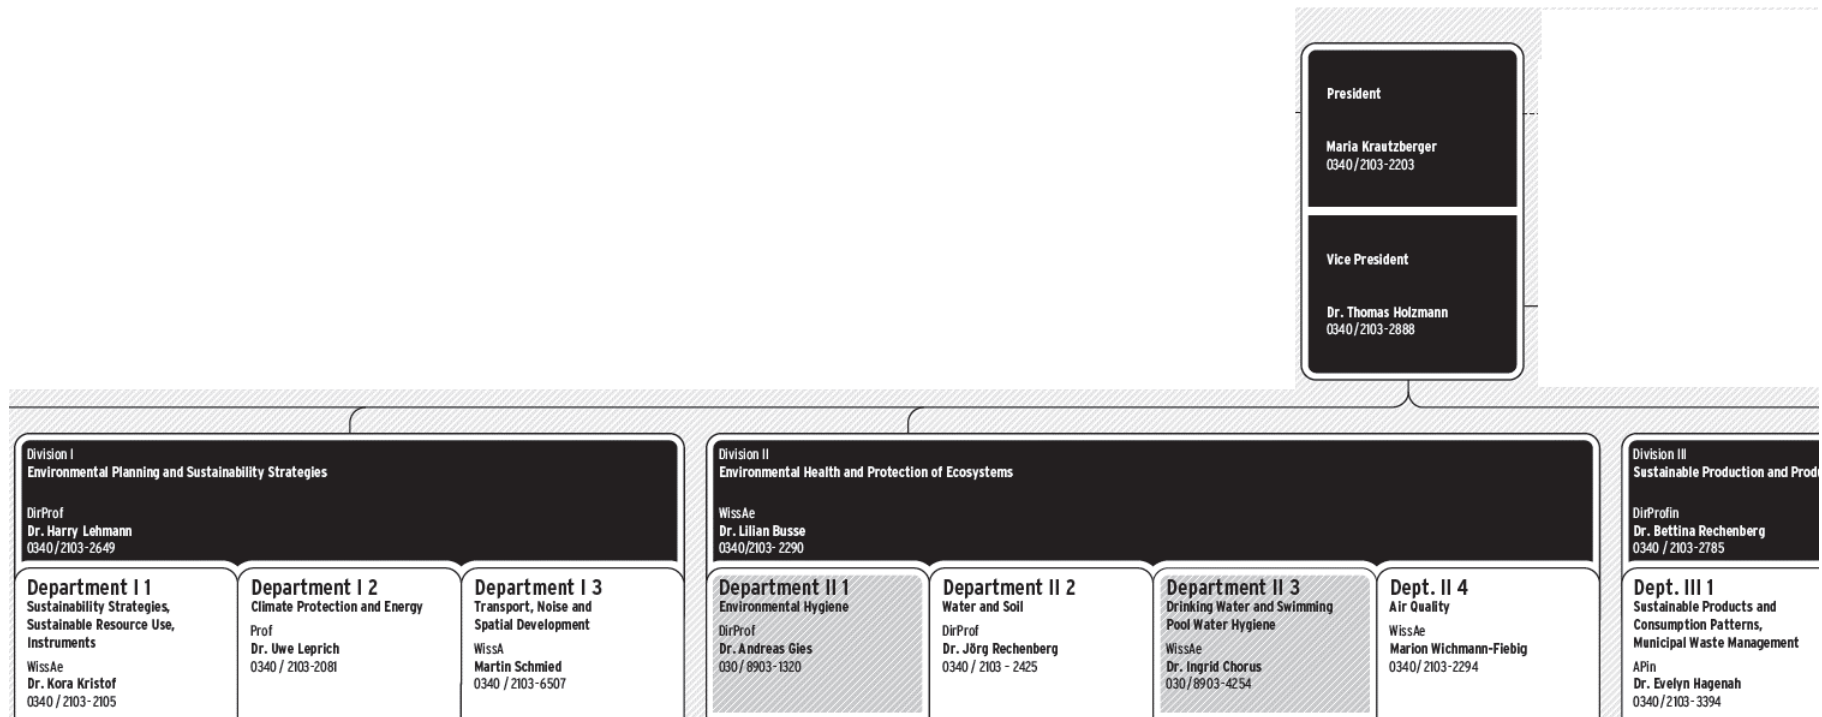 President
Maria Krautzberger
0340/2103-2203
Vice President
Dr. Thomas Holzmann
0340/2103-2888
Division I
Environmental Planning and Sustainability Strategies
DirProf
Dr. Harry Lehmann
0340/2103-2649
Department I 1
Sustainability Strategies,
Sustainable Resource Use,
Instruments
WissAe
Dr. Kora Kristof
0340/2103-2105
Department I 2
Climate Protection and Energy
Prof
Dr. Uwe Leprich
0340 / 2103-2081
Department I 3
Transport, Noise and
Spatial Development
WissA
Martin Schmied
0340 / 2103-6507
Division II
Environmental Health and Protection of Ecosystems
WissAe
Dr. Lilian Busse
0340/2103- 2290
Department II 1
Environmental Hygiene
DirProf
Dr. Andreas Gies
030/ 8903-1320
Department II 2
Water and Soil
DirProf
Dr. Jörg Rechenberg
0340 / 2103 - 2425
Department II 3
Drinking Water and Swimming
Pool Water Hygiene
WissAe
Dr. Ingrid Chorus
030/8903-4254
Dept. II 4
Air Quality
WissAe
Marion Wichmann-Fiebig
0340/2103-2294
Division III
Sustainable Production and
DirProfin
Dr. Bettina Rechenberg
0340 / 2103-2785
Dept. III 1
Sustainable Products and
Consumption Patterns,
Municipal Waste Management
APin
Dr. Evelyn Hagenah
0340/2103-3394